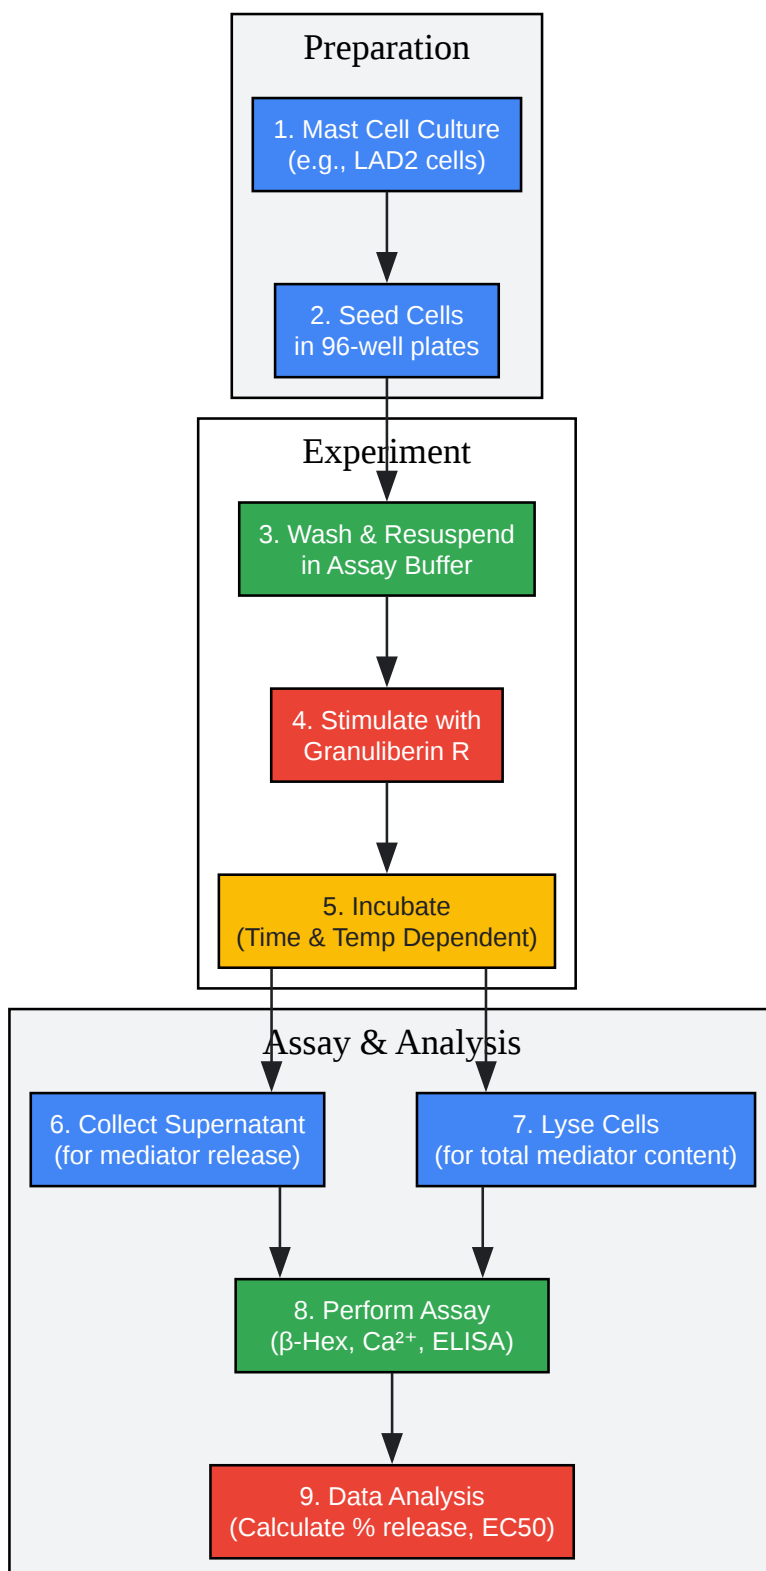 Preparation
1. Mast Cell Culture
(e.g., LAD2 cells)
2. Seed Cells
in 96-well plates
Experiment
3. Wash & Resuspend
in Assay Buffer
4. Stimulate with
Granuliberin R
5. Incubate
(Time & Temp Dependent)
Assay & Analysis
6. Collect Supernatant
(for mediator release)
7. Lyse Cells
(for total mediator content)
8. Perform Assay
(β-Hex, Ca²⁺, ELISA)
9. Data Analysis
(Calculate % release, EC50)